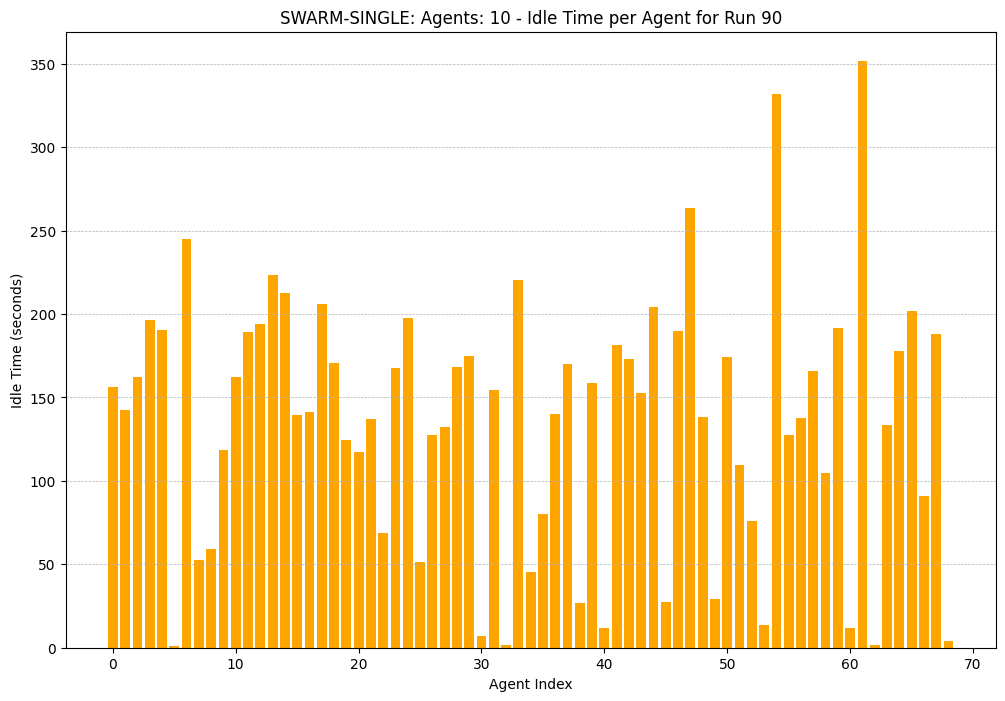 SWARM-SINGLE: Agents: 10 - Idle Time per Agent for Run 90
Idle Time (seconds)
350
300
250
200
150
100
50
0
0 10 20 30 40 50 60 70
Agent Index